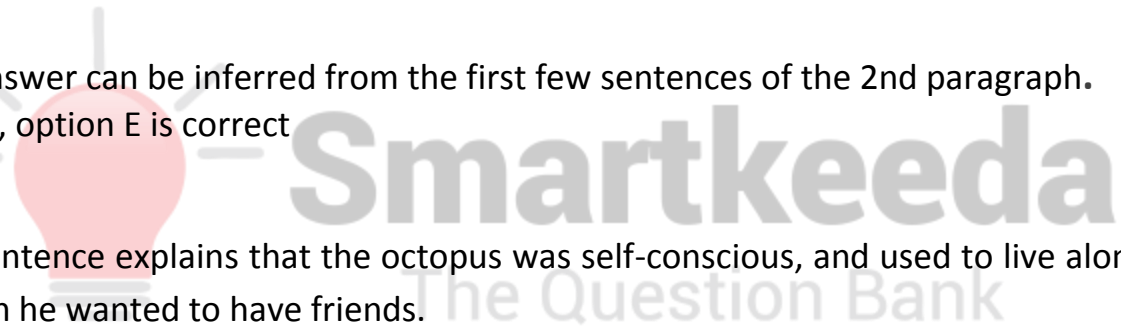 nswer can be inferred from the first few sentences of the 2nd paragraph.
, option E is correct
Smartkeeda
ntence explains that the octopus was self-conscious, and used to live alon
he wanted to have friends.
The Question Bank